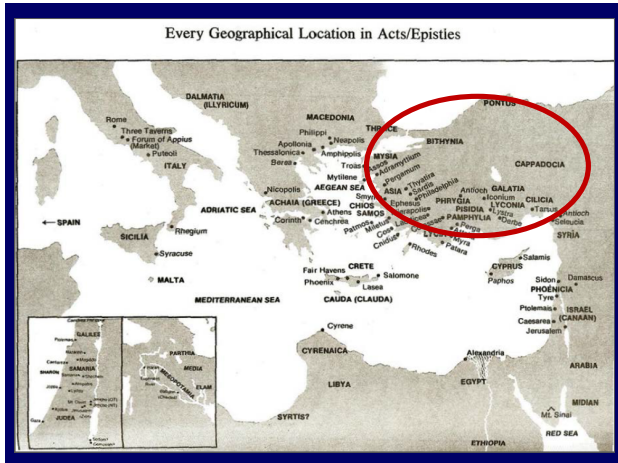 Every Geographical Location in Acts/Epistles
DALMATIA
(ILLYRICUM)
PONTUS
Rome
Three Taverns
Forum of Appius
(Market)
Puteoli
ITALY
MACEDONIA
Philippi
Neapolis
Apollonia
Amphipolis
Thessalonica
Berea
THRACE
BITHYNIA
MYSIA
Troas
Assos
Adramyttium
Mytilene
Pergamum
CAPPADOCIA
AEGEAN SEA
ASIA
Thyatira
Sardis
Philadelphia
Antioch
GALATIA
Nicopolis
ACHAIA (GREECE)
CHIOS
Ephesus
PHRYGIA
Iconium
LYCONIA
CILICIA
PISIDIA
Lystra
Tarsus
Derbe
Antioch
Seleucia
ADRIATIC SEA
Athens
Corinth
Cenchrea
SAMOS
Patmos
Miletus
PAMPHYLIA
Perga
Cos
Cnidus
Myra
Patara
Rhodes
SYRIA
SPAIN
SICILIA
Rhegium
Syracuse
MALTA
CRETE
Fair Havens
Phoenix
Salomone
Lasea
CAUDA (CLAUDA)
MEDITERRANEAN SEA
CYPRUS
Salamis
Paphos
Sidon
Damascus
PHOENICIA
Tyre
Ptolemais
ISRAEL
(CANAAN)
Caesarea
Jerusalem
Cyrene
CYRENAICA
Alexandria
EGYPT
LIBYA
SYRTIS?
ARABIA
MIDIAN
Mt. Sinai
RED SEA
ETHIOPIA
GALILEE
SHARON
SAMARIA
JUDEA
Gaza
PARTHIA
MEDIA
MESOPOTAMIA
ELAM